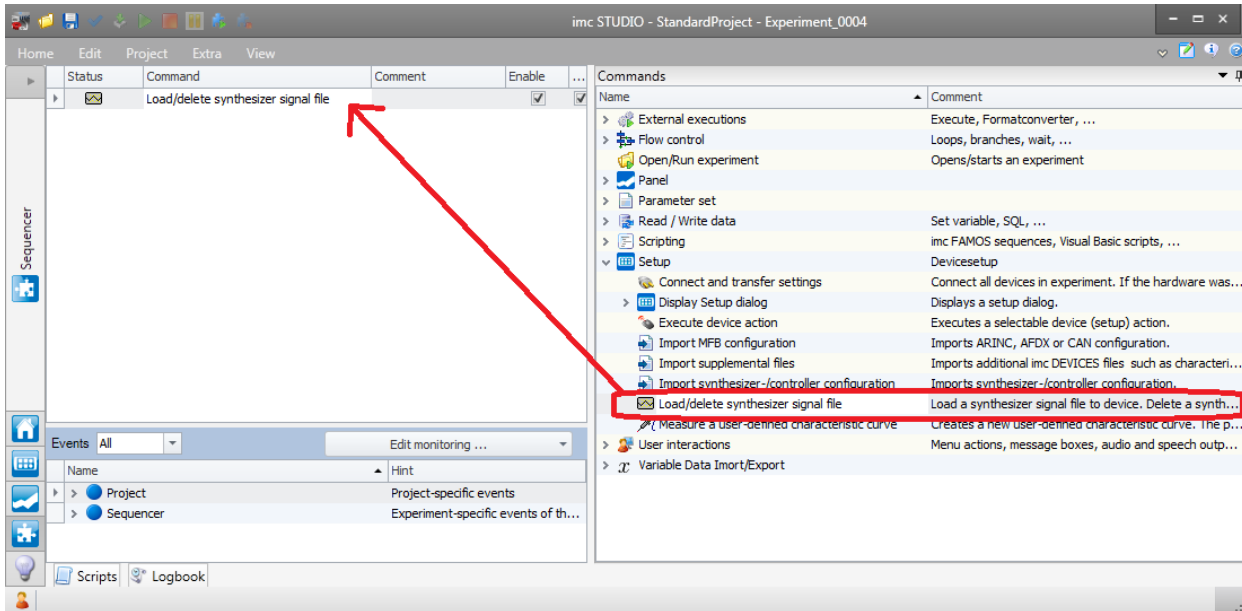 imc STUDIO - StandardProject - Experiment_0004
Home Edit Project Extra View
Status Command Comment Enable ...
Load/delete synthesizer signal file
Sequencer
Events All Edit monitoring ...
Name Hint
Project Project-specific events
Sequencer Experiment-specific events of th...
Scripts Logbook
Commands
Name Comment
External executions Execute, Formatconverter, ...
Flow control Loops, branches, wait, ...
Open/Run experiment Opens/starts an experiment
Panel
Parameter set
Read / Write data Set variable, SQL, ...
Scripting imc FAMOS sequences, Visual Basic scripts, ...
Setup Devicesetup
Connect and transfer settings Connect all devices in experiment. If the hardware was...
Display Setup dialog Displays a setup dialog.
Execute device action Executes a selectable device (setup) action.
Import MFB configuration Imports ARINC, AFDX or CAN configuration.
Import supplemental files Imports additional imc DEVICES files such as characteri...
Import synthesizer-/controller configuration Imports synthesizer-/controller configuration.
Load/delete synthesizer signal file Load a synthesizer signal file to device. Delete a synth...
Measure a user-defined characteristic curve Creates a new user-defined characteristic curve. The p...
User interactions Menu actions, message boxes, audio and speech outp...
x Variable Data Imort/Export